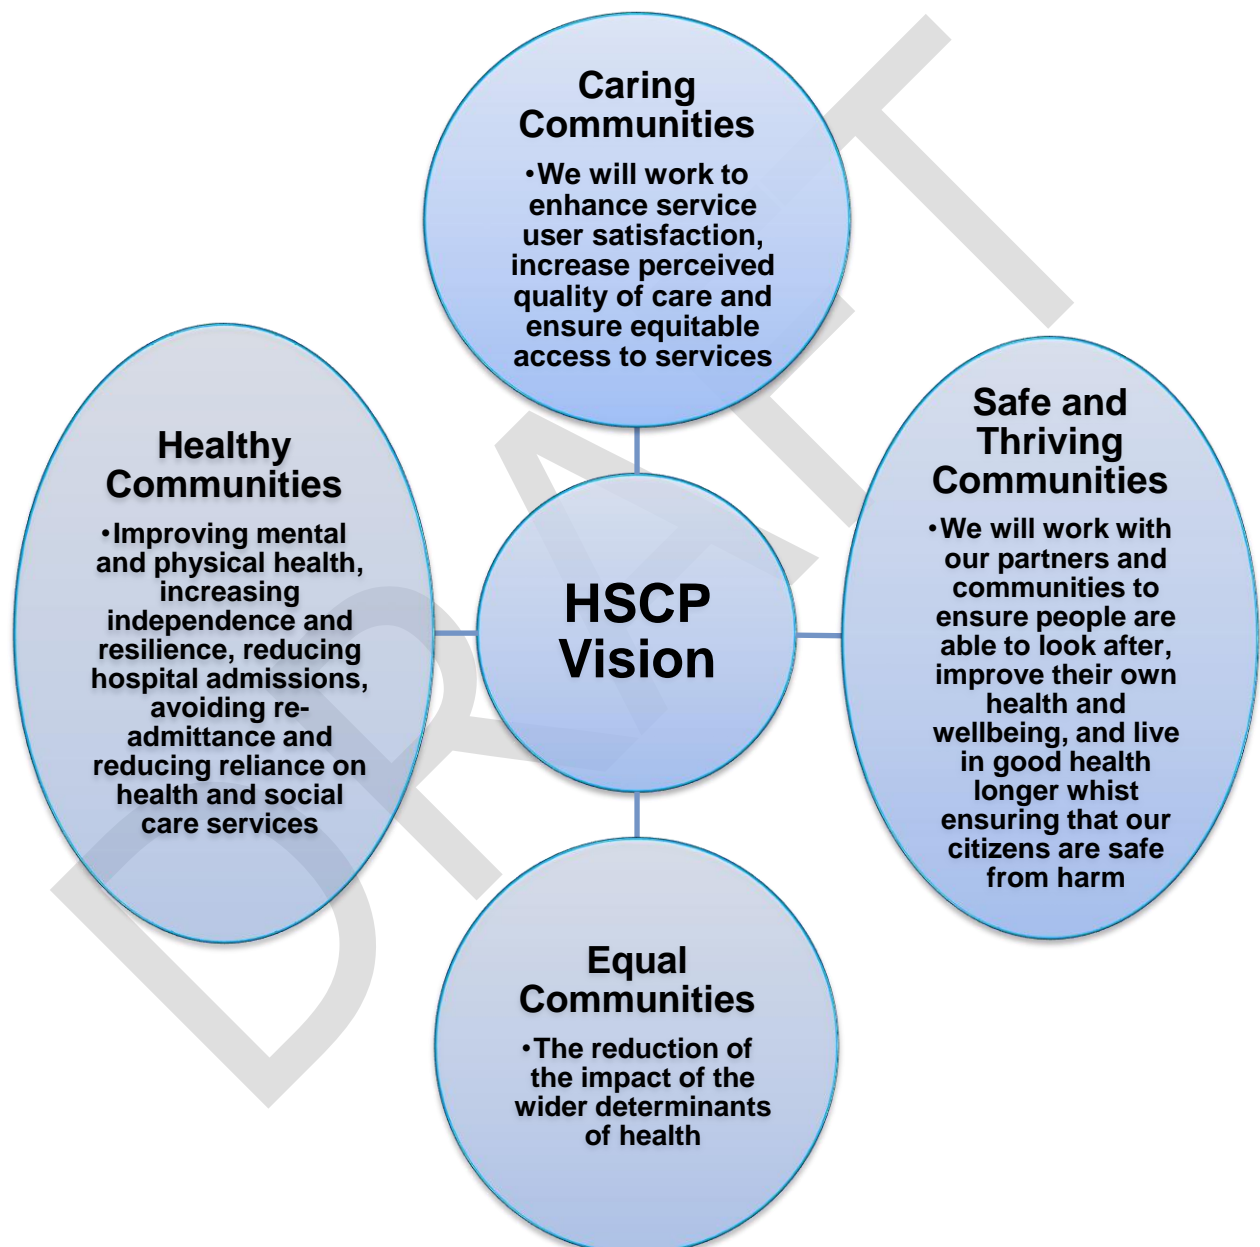 Caring
Communities
•We will work to
enhance service
user satisfaction,
increase perceived
quality of care and
ensure equitable
access to services
Healthy
Communities
•Improving mental
and physical health,
increasing
independence and
resilience, reducing
hospital admissions,
avoiding re-
admittance and
reducing reliance on
health and social
care services
HSCP
Vision
Safe and
Thriving
Communities
•We will work with
our partners and
communities to
ensure people are
able to look after,
improve their own
health and
wellbeing, and live
in good health
longer whist
ensuring that our
citizens are safe
from harm
Equal
Communities
•The reduction of
the impact of the
wider determinants
of health
DRAFT